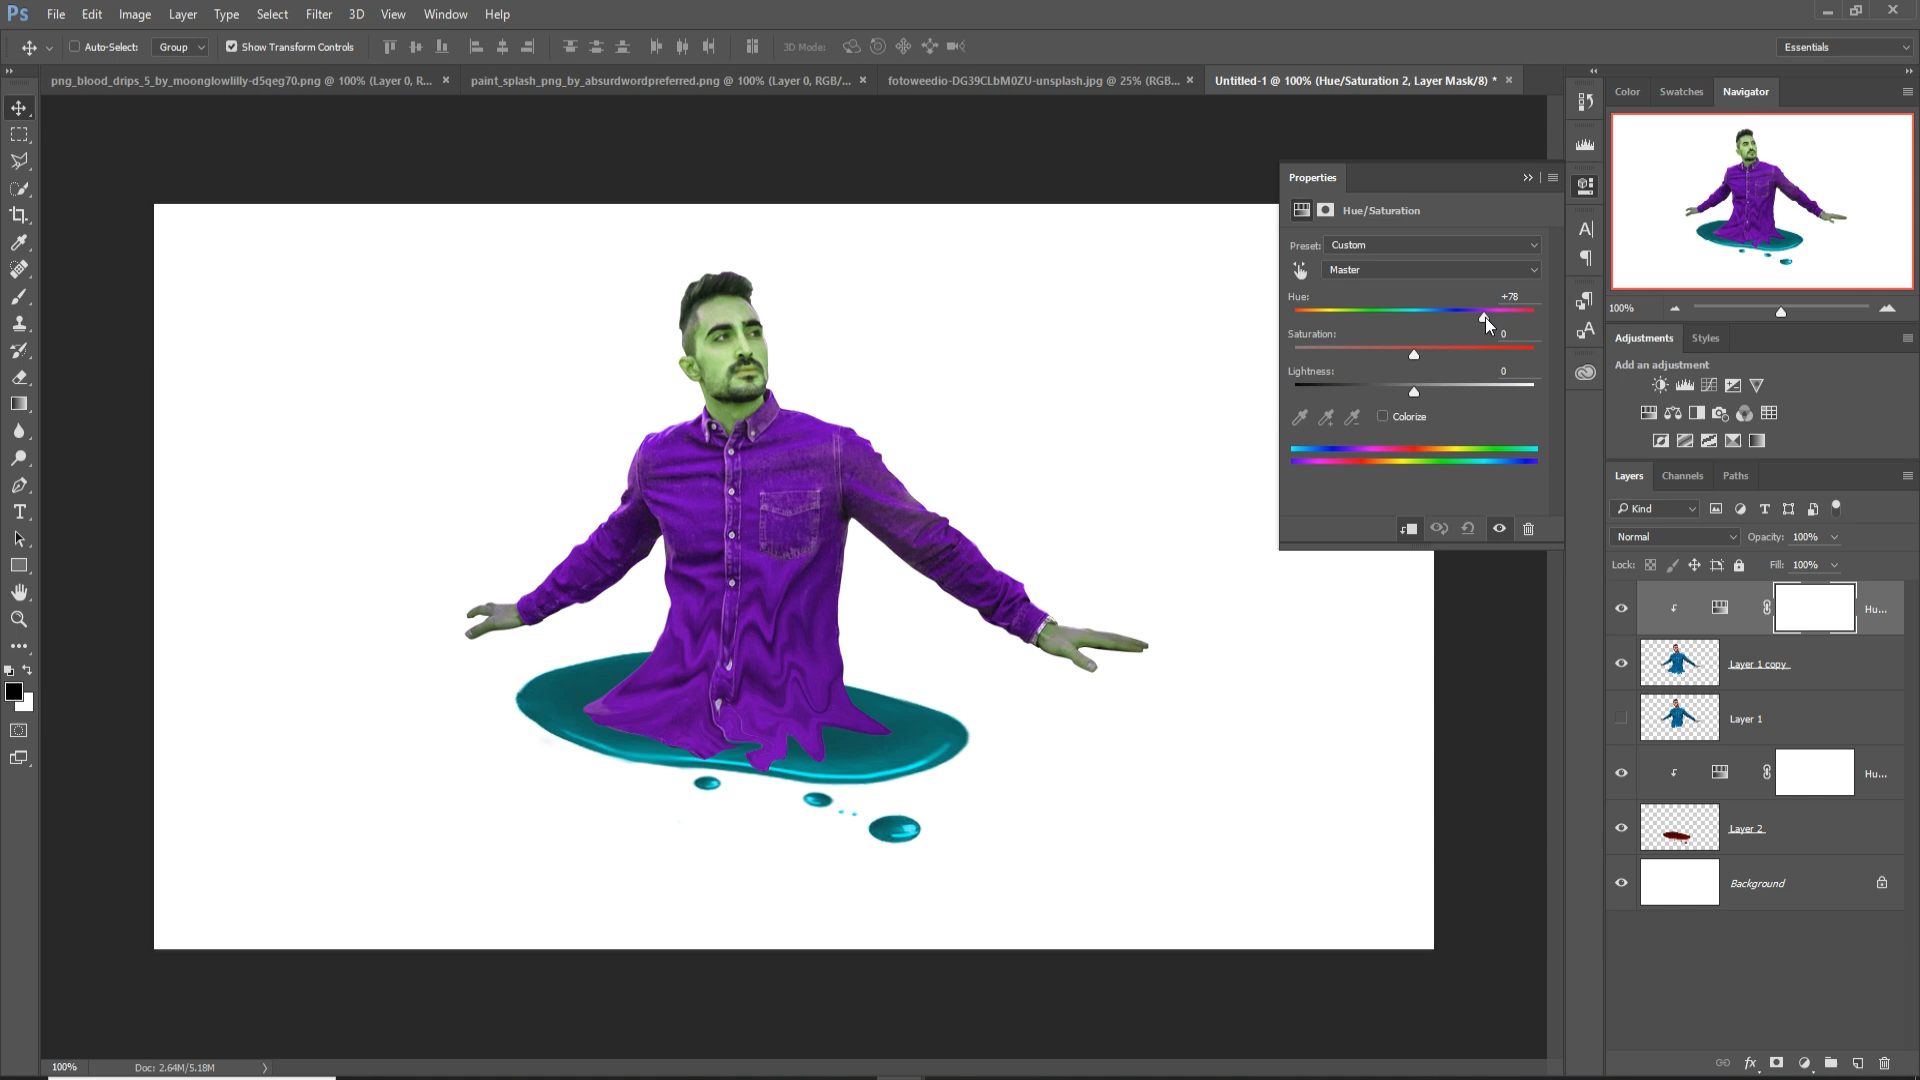 Ps File Edit Image Layer Type Select Filter 3D View Window Help
Auto-Select: Group Show Transform Controls 3D Mode: Essentials
png_blood_drips_5_by_moonglowlilly-d5qeg70.png @ 100% (Layer 0, R... × paint_splash_png_by_absurdwordpreferred.png @ 100% (Layer 0, RGB/... × fotoweedio-DG39CLbM0ZU-unsplash.jpg @ 25% (RGB... × Untitled-1 @ 100% (Hue/Saturation 2, Layer Mask/8) * ×
Color Swatches Navigator
Properties
Hue/Saturation
Preset: Custom
Master
Hue: +78
Saturation: 0
Lightness: 0
Colorize
100%
Adjustments Styles
Add an adjustment
Layers Channels Paths
Kind
Normal Opacity: 100%
Lock: Fill: 100%
Hu...
Layer 1 copy
Layer 1
Hu...
Layer 2
Background
fx
100% Doc: 2.64M/5.18M